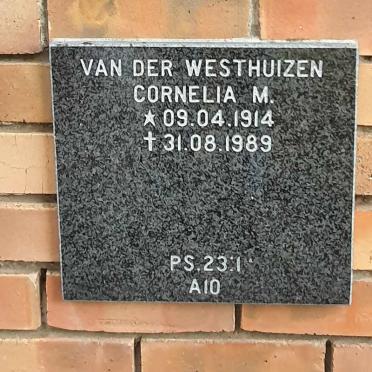 VAN DER WESTHUIZEN
CORNELIA M.
★ 09.04.1914
✝ 31.08.1989
PS.23:1
A10